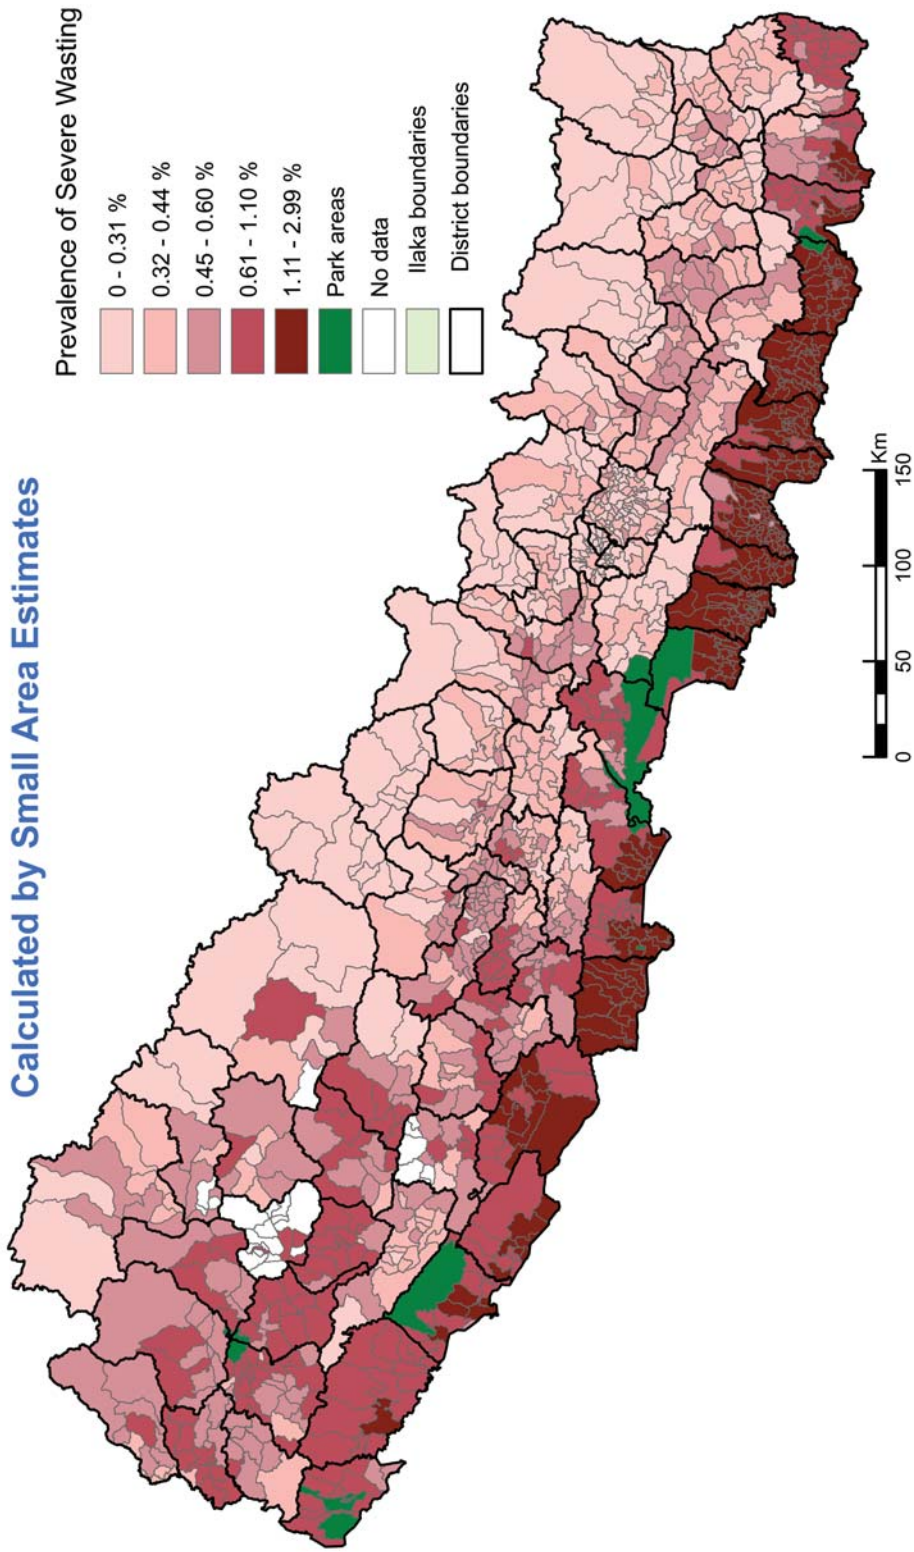 Calculated by Small Area Estimates
Prevalence of Severe Wasting
0 - 0.31 %
0.32 - 0.44 %
0.45 - 0.60 %
0.61 - 1.10 %
1.11 - 2.99 %
Park areas
No data
Ilaka boundaries
District boundaries
0 50 100 150
Km